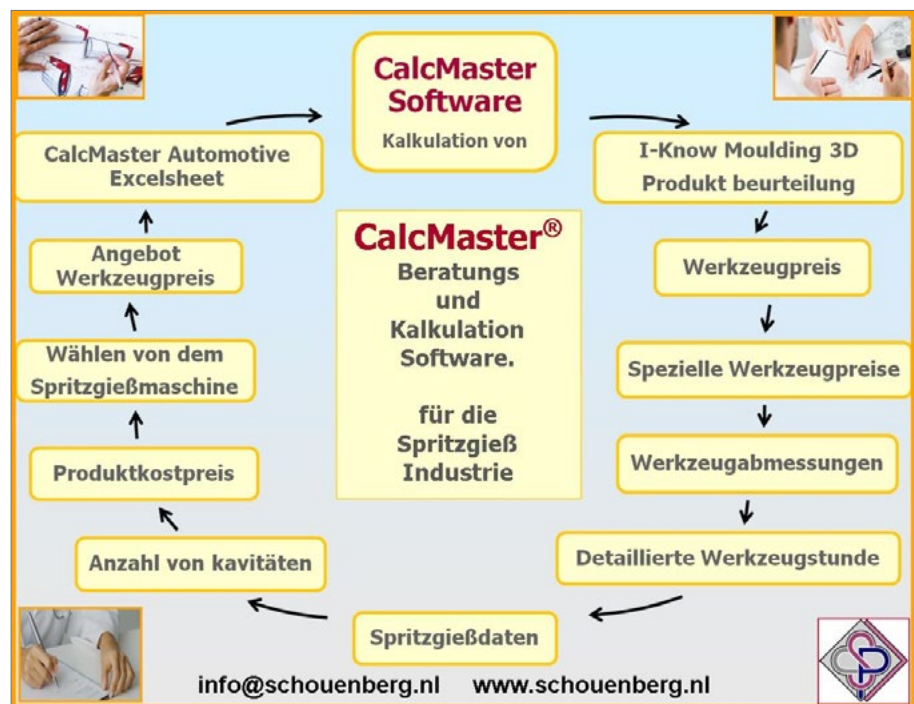 CalcMaster
Software
Kalkulation von
I-Know Moulding 3D
Produkt beurteilung
Werkzeugpreis
Spezielle Werkzeugpreise
Werkzeugabmessungen
Detaillierte Werkzeugstunde
Spritzgießdaten
Anzahl von kavitäten
Produktkostpreis
Wählen von dem
Spritzgießmaschine
Angebot
Werkzeugpreis
CalcMaster Automotive
Excelsheet
CalcMaster®
Beratungs
und
Kalkulation
Software.
für die
Spritzgieß
Industrie
info@schouenberg.nl www.schouenberg.nl